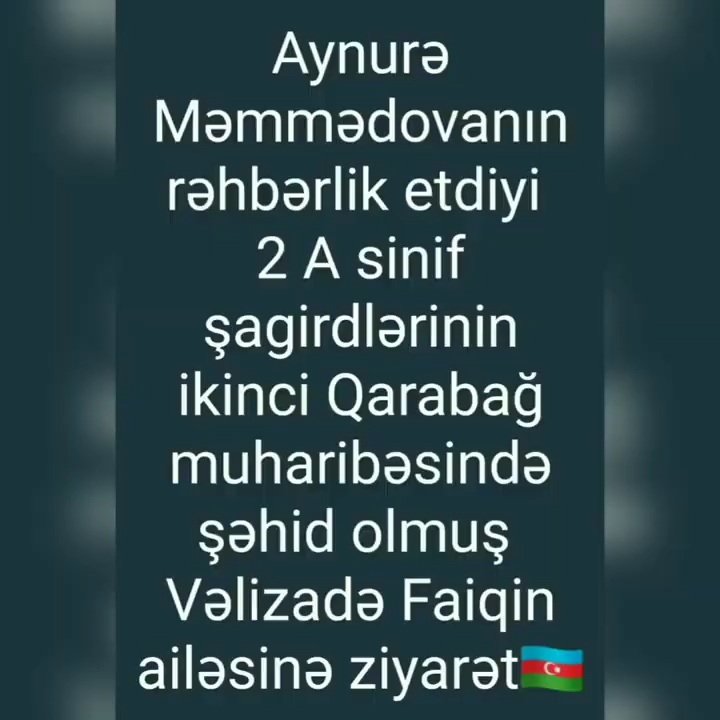 Aynurə
Məmmədovanın
rəhbərlik etdiyi
2 A sinif
şagirdlərinin
ikinci Qarabağ
muharibəsində
şəhid olmuş
Vəlizadə Faiqin
ailəsinə ziyarət🇦🇿